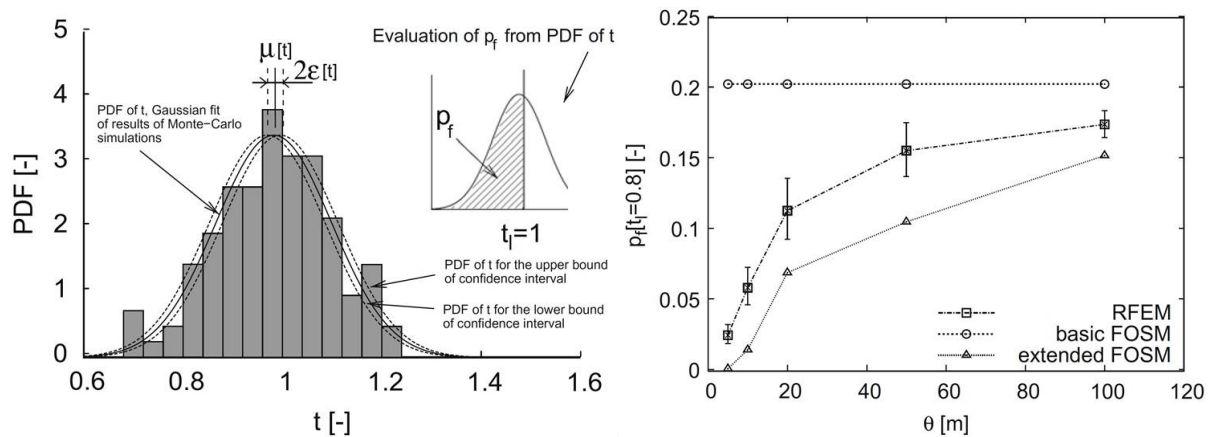 5
4
3
2
1
0
PDF [-]
0.6
0.8
1
1.2
1.4
1.6
t [-]
μ[t]
2ε[t]
PDF of t, Gaussian fit
of results of Monte-Carlo
simulations
Evaluation of pf from PDF of t
pf
tl=1
PDF of t for the upper bound
of confidence interval
PDF of t for the lower bound
of confidence interval
0.25
0.2
0.15
0.1
0.05
0
pf[tl=0.8] [-]
RFEM
basic FOSM
extended FOSM
0
20
40
60
80
100
120
θ [m]